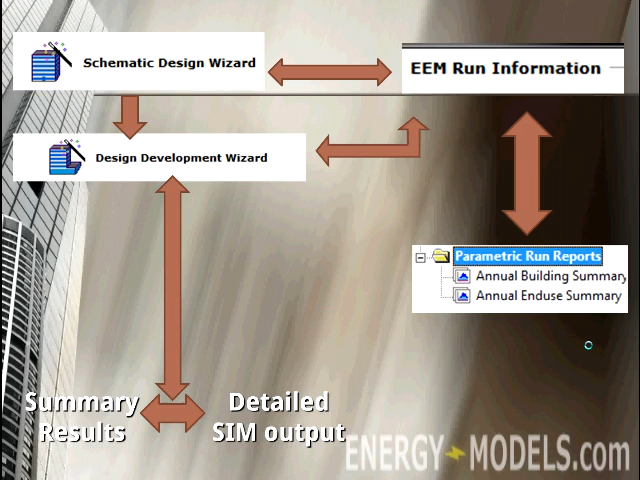 Schematic Design Wizard
EEM Run Information
Design Development Wizard
Parametric Run Reports
Annual Building Summary
Annual Enduse Summary
Summary
Results
Detailed
SIM output
ENERGY-MODELS.com